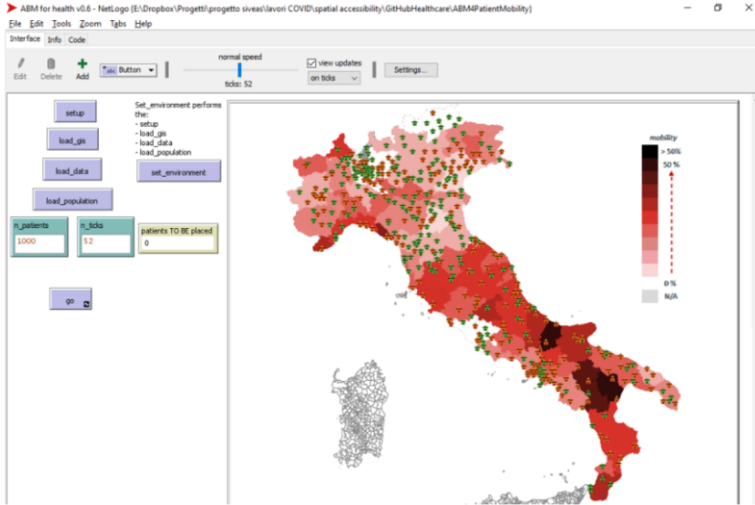 ABM for health v0.6 - NetLogo {E:\Dropbox\Progetti\progetto siveas\lavori COVID\spatial accessibility\GitHubHealthcare\ABM4PatientMobility}
File Edit Tools Zoom Tabs Help
Interface Info Code
Edit Delete Add
abc Button
normal speed
ticks: 52
view updates
on ticks
Settings...
setup
load_gis
load_data
load_population
Set_environment performs
the:
- setup
- load_gis
- load_data
- load_population
set_environment
n_patients
1000
n_ticks
52
patients TO BE placed
0
go
mobility
> 50%
50 %
0 %
N/A